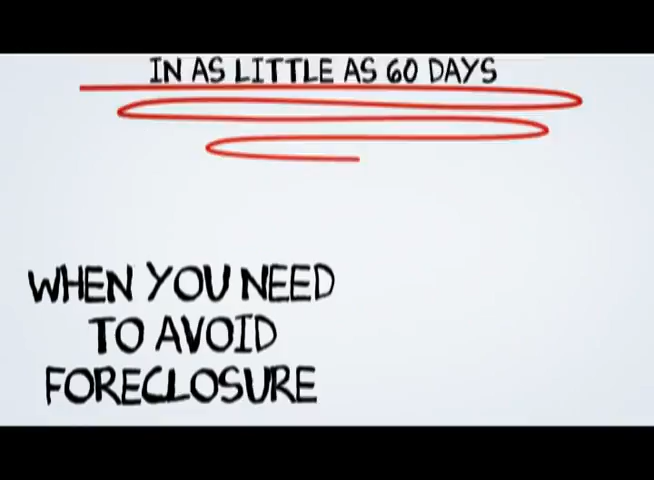 IN AS LITTLE AS 60 DAYS
WHEN YOU NEED
TO AVOID
FORECLOSURE